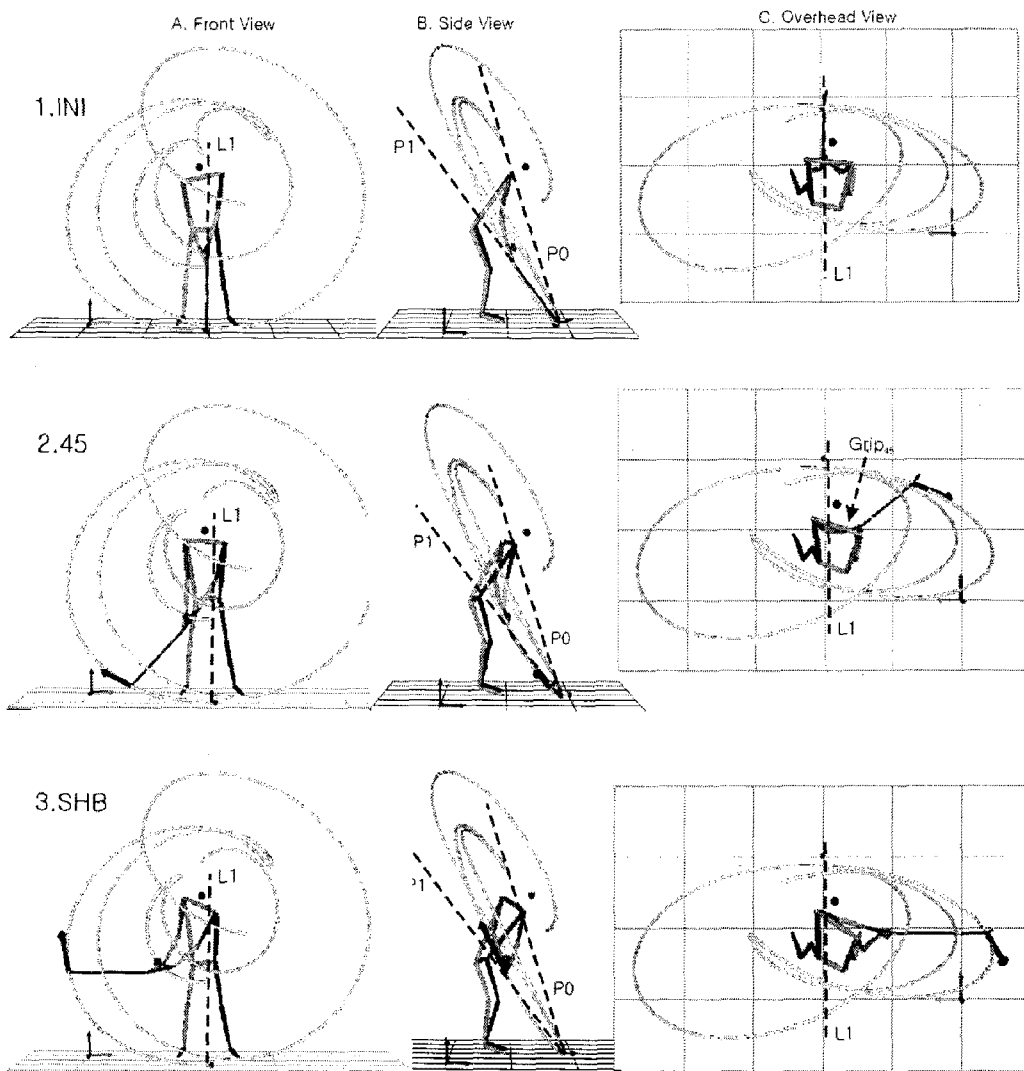 A. Front View
B. Side View
C. Overhead View
1.INI
L1
P1
P0
L1
2.45
L1
P1
P0
Grip₄₅
L1
3.SHB
L1
P1
P0
L1